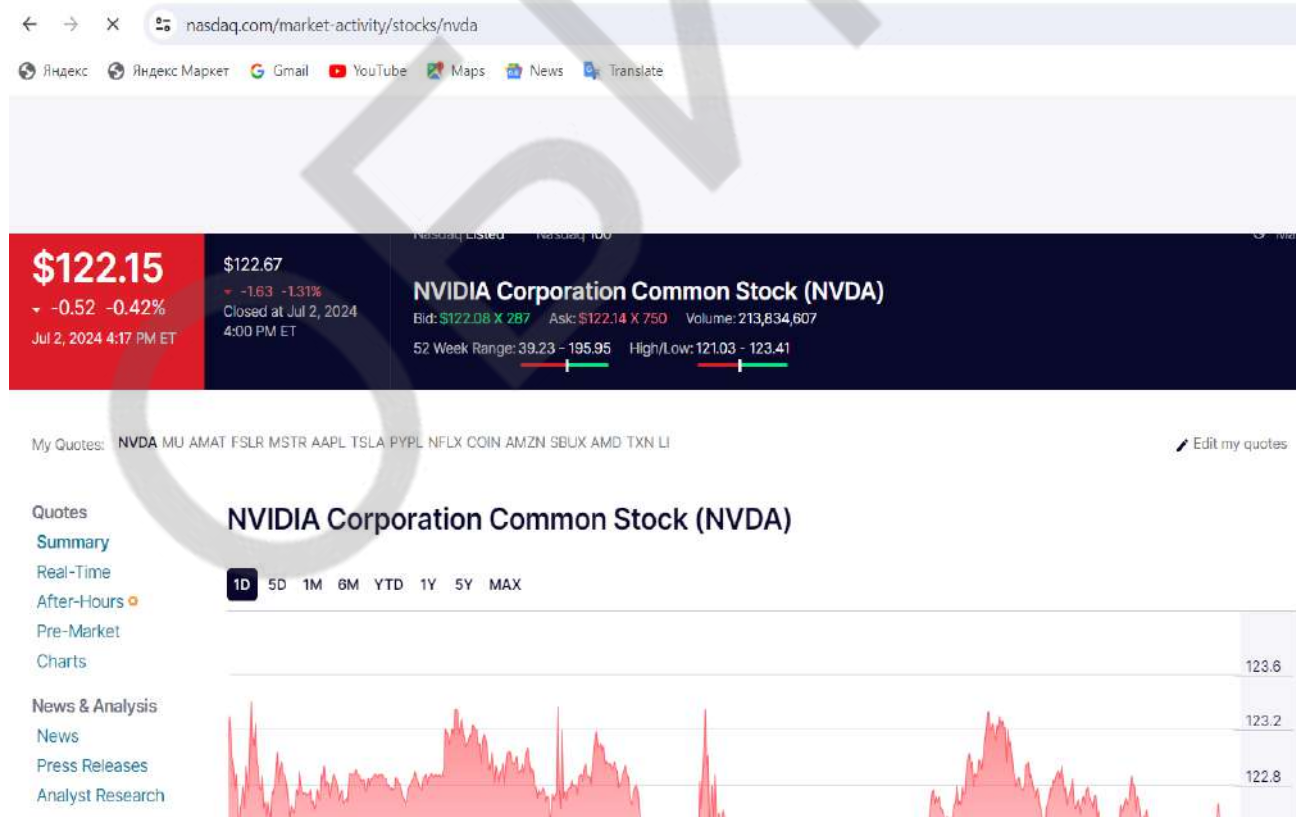 nasdaq.com/market-activity/stocks/nvda
Яндекс Яндекс Маркет Gmail YouTube Maps News Translate
Nasdaq Listed Nasdaq 100
$122.15
-0.52 -0.42%
Jul 2, 2024 4:17 PM ET
$122.67
-1.63 -1.31%
Closed at Jul 2, 2024
4:00 PM ET
NVIDIA Corporation Common Stock (NVDA)
Bid: $122.08 X 287 Ask: $122.14 X 750 Volume: 213,834,607
52 Week Range: 39.23 - 195.95 High/Low: 121.03 - 123.41
My Quotes: NVDA MU AMAT FSLR MSTR AAPL TSLA PYPL NFLX COIN AMZN SBUX AMD TXN LI
Edit my quotes
Quotes
Summary
Real-Time
After-Hours
Pre-Market
Charts
News & Analysis
News
Press Releases
Analyst Research
NVIDIA Corporation Common Stock (NVDA)
1D 5D 1M 6M YTD 1Y 5Y MAX
123.6
123.2
122.8